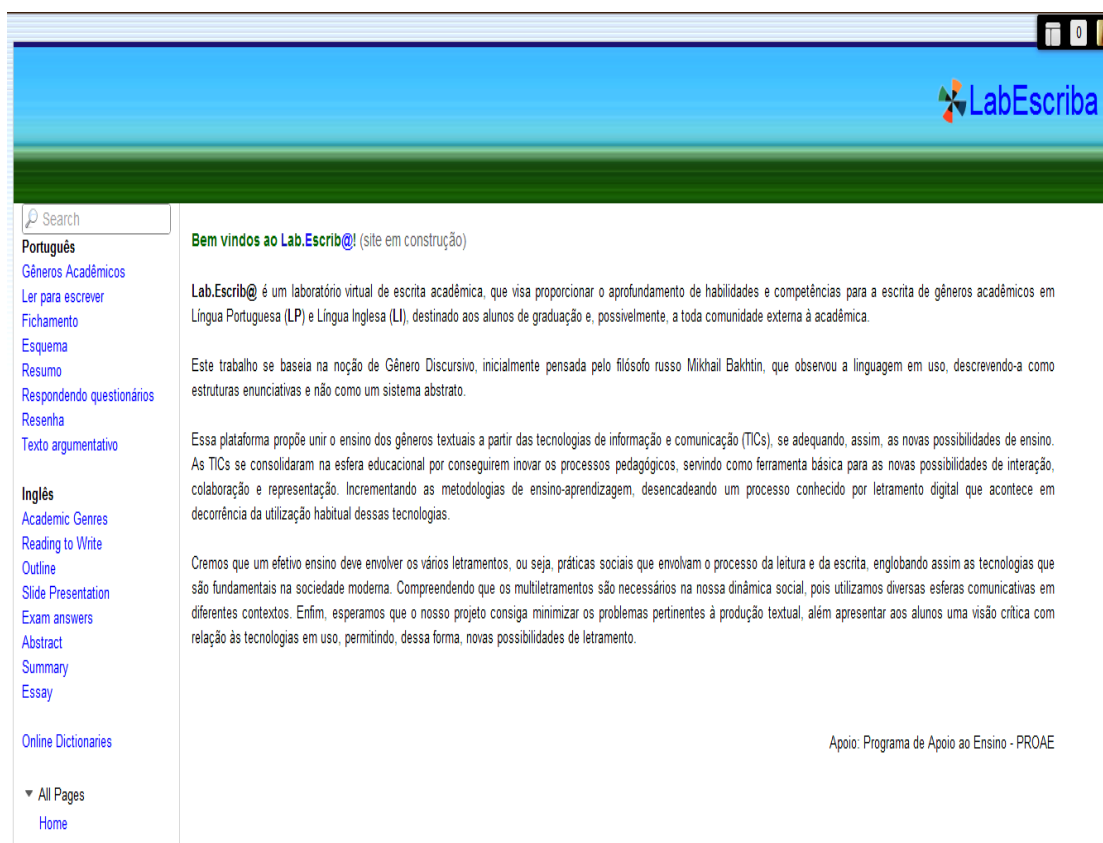 0
LabEscriba
Search
Português
Gêneros Acadêmicos
Ler para escrever
Fichamento
Esquema
Resumo
Respondendo questionários
Resenha
Texto argumentativo
Inglês
Academic Genres
Reading to Write
Outline
Slide Presentation
Exam answers
Abstract
Summary
Essay
Online Dictionaries
All Pages
Home
Bem vindos ao Lab.Escrib@! (site em construção)
Lab.Escrib@ é um laboratório virtual de escrita acadêmica, que visa proporcionar o aprofundamento de habilidades e competências para a escrita de gêneros acadêmicos em
Língua Portuguesa (LP) e Língua Inglesa (LI), destinado aos alunos de graduação e, possivelmente, a toda comunidade externa à acadêmica.
Este trabalho se baseia na noção de Gênero Discursivo, inicialmente pensada pelo filósofo russo Mikhail Bakhtin, que observou a linguagem em uso, descrevendo-a como
estruturas enunciativas e não como um sistema abstrato.
Essa plataforma propõe unir o ensino dos gêneros textuais a partir das tecnologias de informação e comunicação (TICs), se adequando, assim, as novas possibilidades de ensino.
As TICs se consolidaram na esfera educacional por conseguirem inovar os processos pedagógicos, servindo como ferramenta básica para as novas possibilidades de interação,
colaboração e representação. Incrementando as metodologias de ensino-aprendizagem, desencadeando um processo conhecido por letramento digital que acontece em
decorrência da utilização habitual dessas tecnologias.
Cremos que um efetivo ensino deve envolver os vários letramentos, ou seja, práticas sociais que envolvam o processo da leitura e da escrita, englobando assim as tecnologias que
são fundamentais na sociedade moderna. Compreendendo que os multiletramentos são necessários na nossa dinâmica social, pois utilizamos diversas esferas comunicativas em
diferentes contextos. Enfim, esperamos que o nosso projeto consiga minimizar os problemas pertinentes à produção textual, além apresentar aos alunos uma visão crítica com
relação às tecnologias em uso, permitindo, dessa forma, novas possibilidades de letramento.
Apoio: Programa de Apoio ao Ensino - PROAE